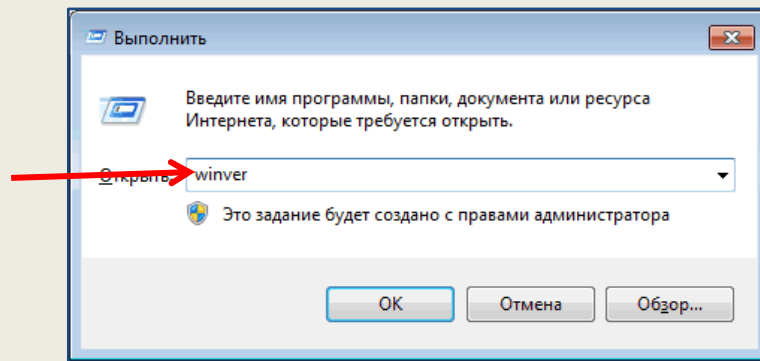 Выполнить
Введите имя программы, папки, документа или ресурса
Интернета, которые требуется открыть.
Открыть: winver
Это задание будет создано с правами администратора
ОК Отмена Обзор...